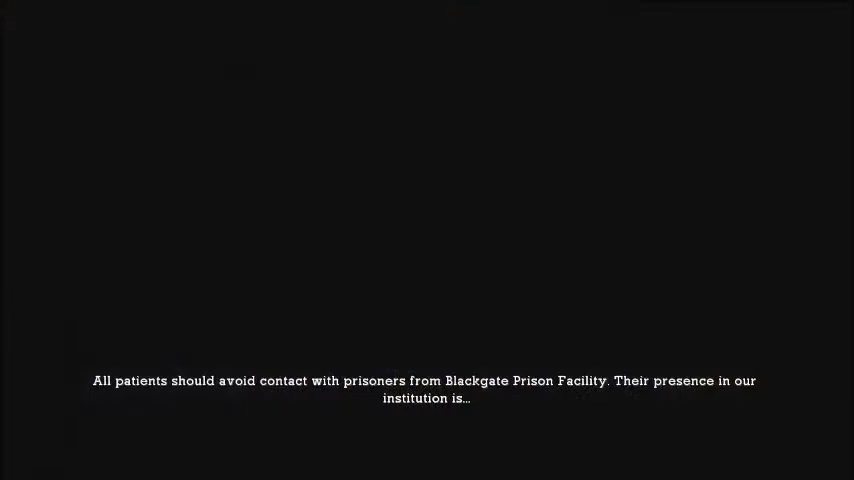 All patients should avoid contact with prisoners from Blackgate Prison Facility. Their presence in our
institution is...